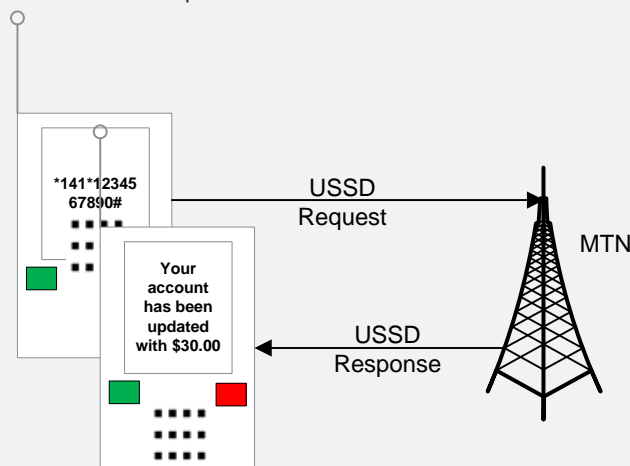 *141*12345
67890#
USSD
Request
MTN
Your
account
has been
updated
with $30.00
USSD
Response